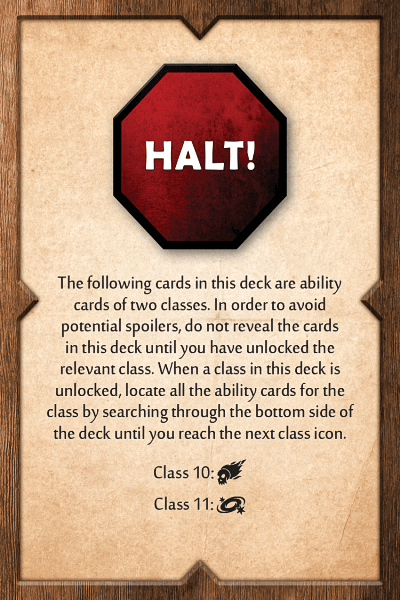 HALT!
The following cards in this deck are ability
cards of two classes. In order to avoid
potential spoilers, do not reveal the cards
in this deck until you have unlocked the
relevant class. When a class in this deck is
unlocked, locate all the ability cards for the
class by searching through the bottom side of
the deck until you reach the next class icon.
Class 10:
Class 11: